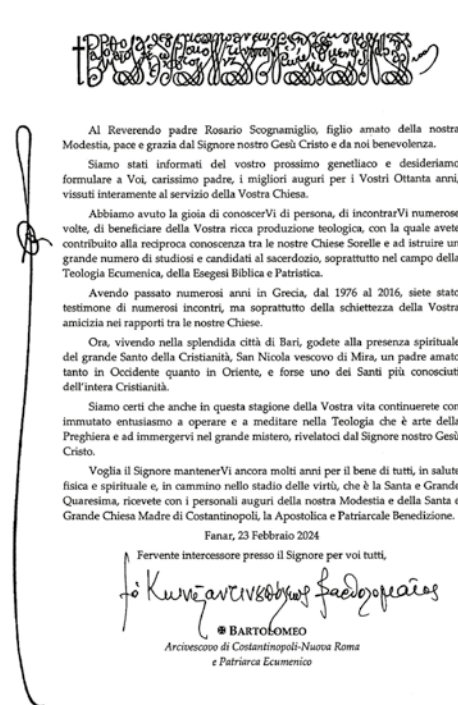 Al Reverendo padre Rosario Scognamiglio, figlio amato della nostra
Modestia, pace e grazia dal Signore nostro Gesù Cristo e da noi benevolenza.
Siamo stati informati del vostro prossimo genetliaco e desideriamo
formulare a Voi, carissimo padre, i migliori auguri per i Vostri Ottanta anni,
vissuti interamente al servizio della Vostra Chiesa.
Abbiamo avuto la gioia di conoscerVi di persona, di incontrarVi numerose
volte, di beneficiare della Vostra ricca produzione teologica, con la quale avete
contribuito alla reciproca conoscenza tra le nostre Chiese Sorelle e ad istruire un
grande numero di studiosi e candidati al sacerdozio, soprattutto nel campo della
Teologia Ecumenica, della Esegesi Biblica e Patristica.
Avendo passato numerosi anni in Grecia, dal 1976 al 2016, siete stato
testimone di numerosi incontri, ma soprattutto della schiettezza della Vostra
amicizia nei rapporti tra le nostre Chiese.
Ora, vivendo nella splendida città di Bari, godete alla presenza spirituale
del grande Santo della Cristianità, San Nicola vescovo di Mira, un padre amato
tanto in Occidente quanto in Oriente, e forse uno dei Santi più conosciuti
dell'intera Cristianità.
Siamo certi che anche in questa stagione della Vostra vita continuerete con
immutato entusiasmo a operare e a meditare nella Teologia che è arte della
Preghiera e ad immergervi nel grande mistero, rivelatoci dal Signore nostro Gesù
Cristo.
Voglia il Signore mantenerVi ancora molti anni per il bene di tutti, in salute
fisica e spirituale e, in cammino nello stadio delle virtù, che è la Santa e Grande
Quaresima, ricevete con i personali auguri della nostra Modestia e della Santa e
Grande Chiesa Madre di Costantinopoli, la Apostolica e Patriarcale Benedizione.
Fanar, 23 Febbraio 2024
Fervente intercessore presso il Signore per voi tutti,
✠ BARTOLOMEO
Arcivescovo di Costantinopoli-Nuova Roma
e Patriarca Ecumenico